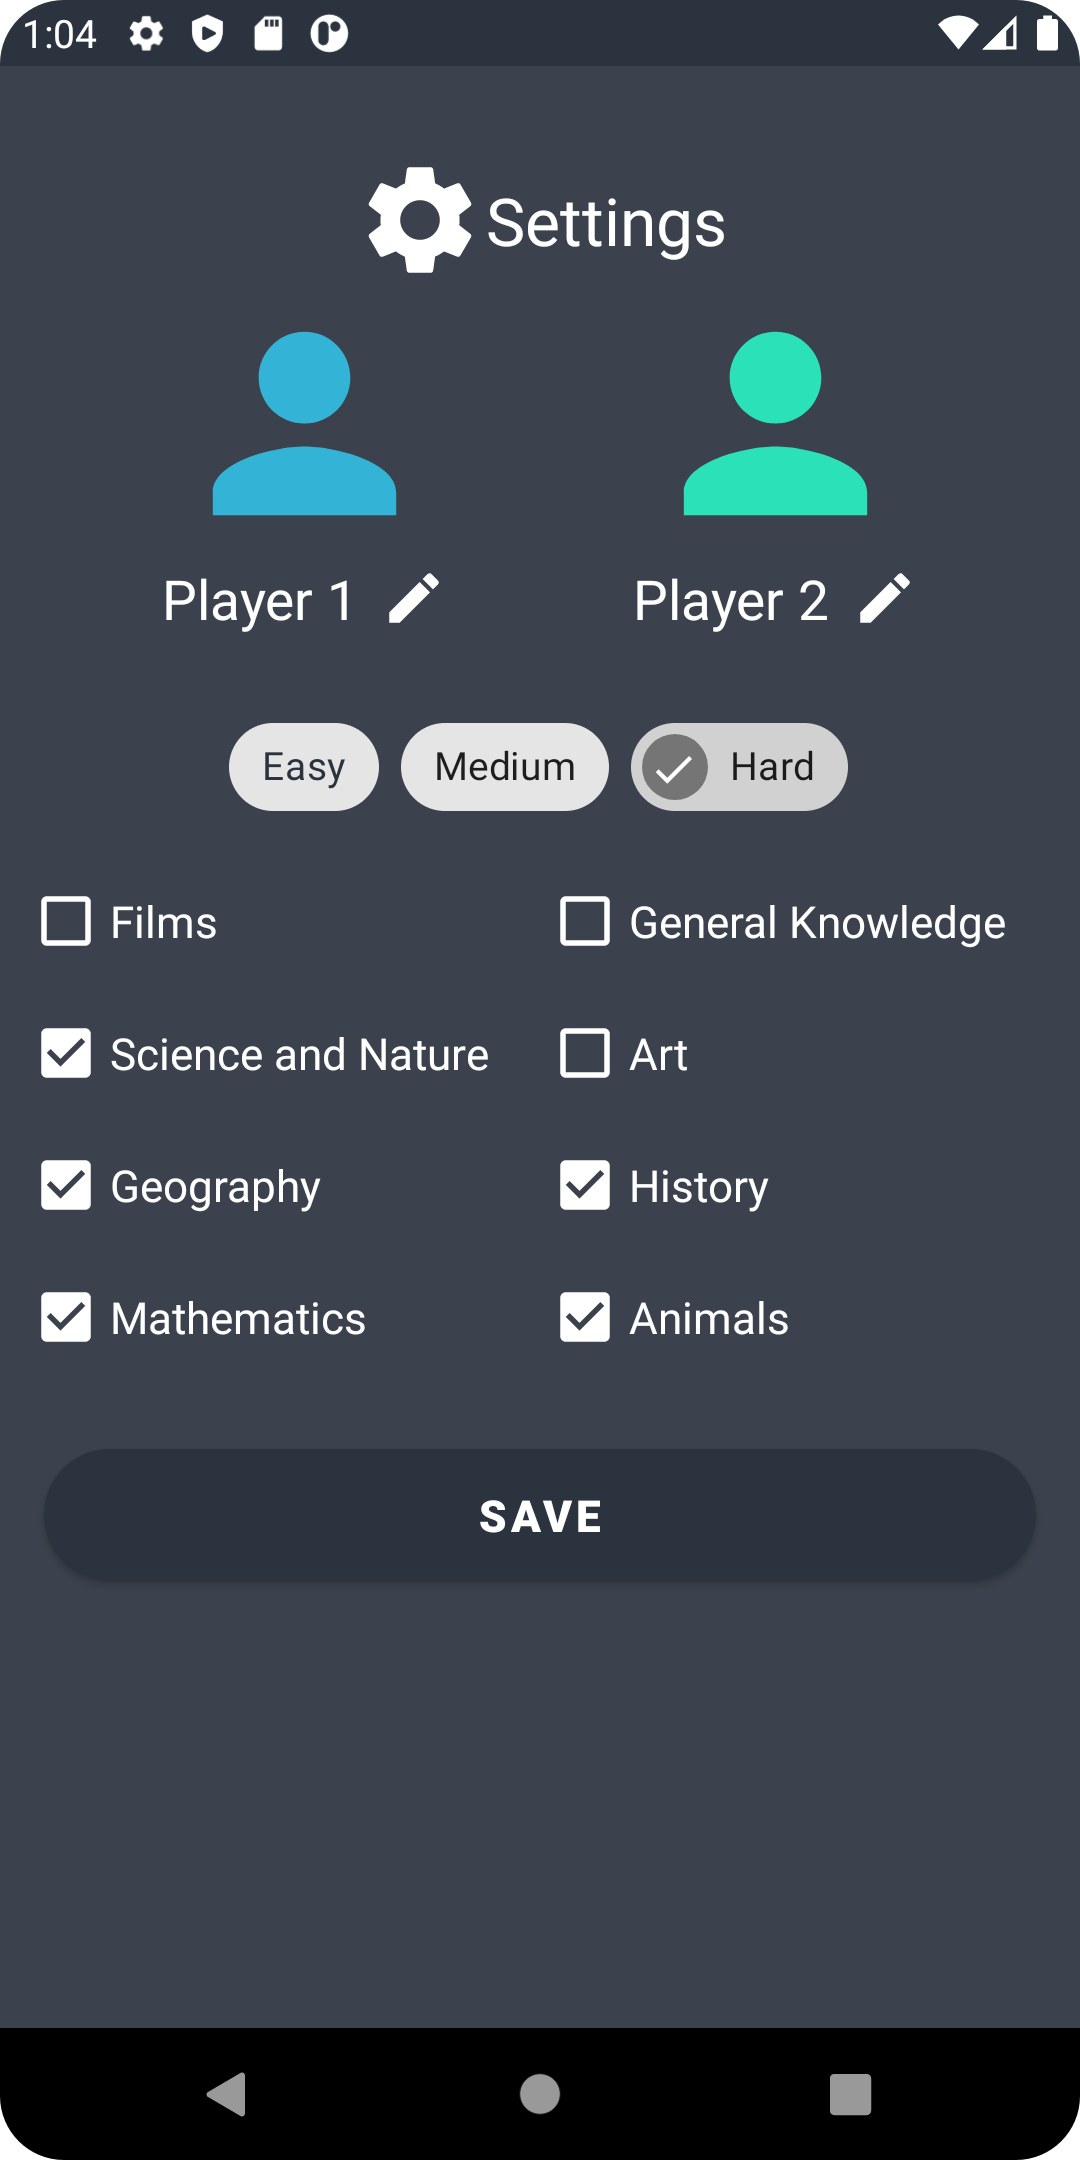 1:04
Settings
Player 1
Player 2
Easy
Medium
Hard
Films
General Knowledge
Science and Nature
Art
Geography
History
Mathematics
Animals
SAVE